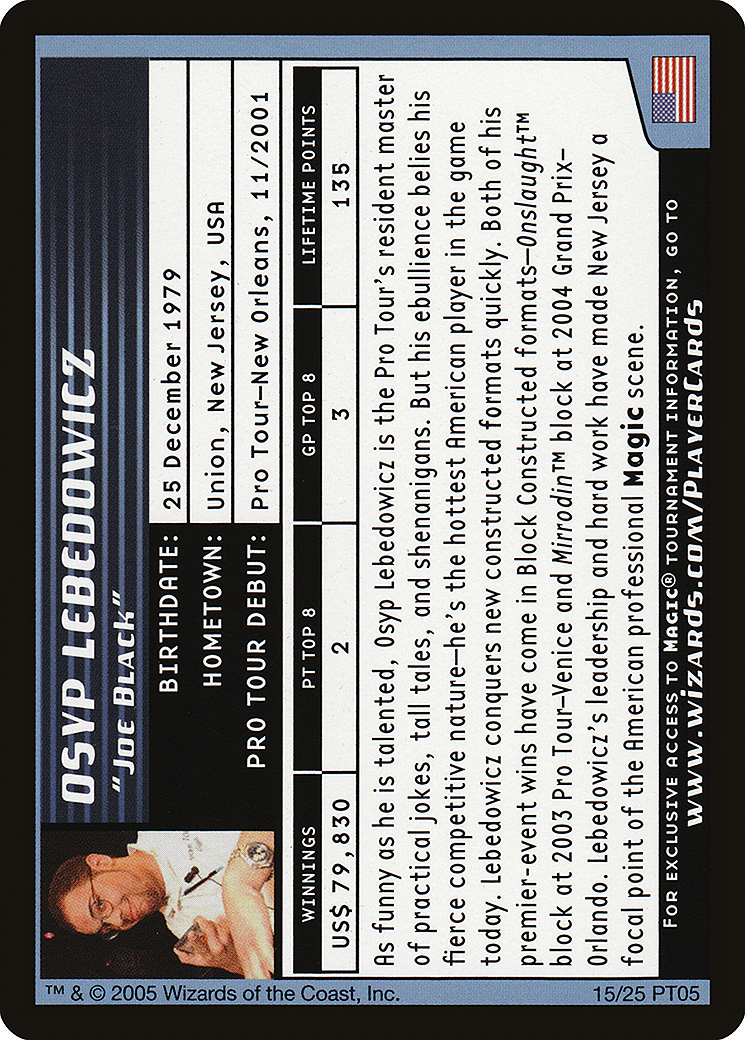 OSYP LEBEDOWICZ
"JOE BLACK"
BIRTHDATE: 25 December 1979
HOMETOWN: Union, New Jersey, USA
PRO TOUR DEBUT: Pro Tour–New Orleans, 11/2001
WINNINGS PT TOP 8 GP TOP 8 LIFETIME POINTS
US$ 79,830 2 3 135
As funny as he is talented, Osyp Lebedowicz is the Pro Tour's resident master
of practical jokes, tall tales, and shenanigans. But his ebullience belies his
fierce competitive nature—he's the hottest American player in the game
today. Lebedowicz conquers new constructed formats quickly. Both of his
premier-event wins have come in Block Constructed formats—Onslaught™
block at 2003 Pro Tour-Venice and Mirrodin™ block at 2004 Grand Prix–
Orlando. Lebedowicz's leadership and hard work have made New Jersey a
focal point of the American professional Magic scene.
FOR EXCLUSIVE ACCESS TO MAGIC® TOURNAMENT INFORMATION, GO TO
WWW.WIZARDS.COM/PLAYERCARDS
™ & © 2005 Wizards of the Coast, Inc.
15/25 PT05